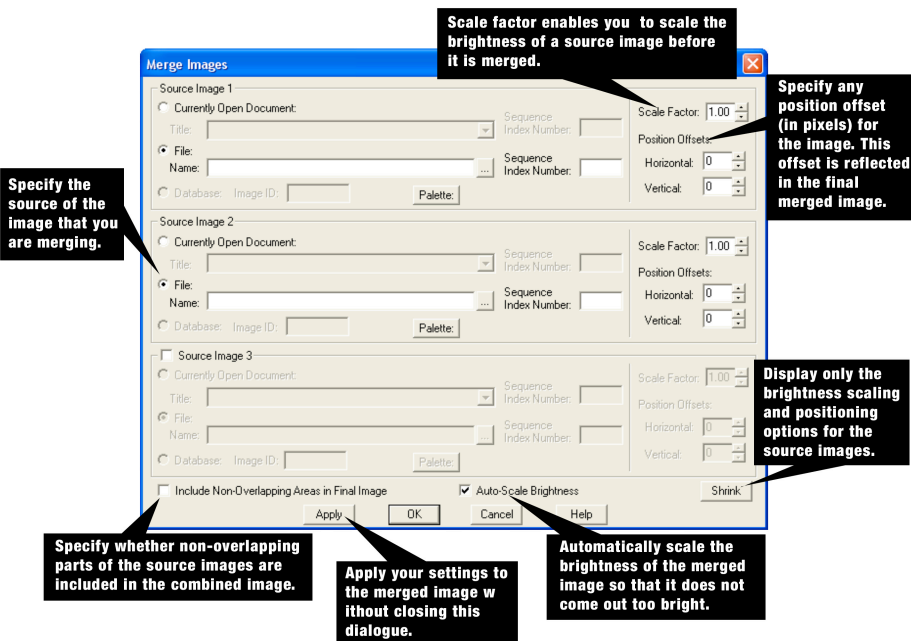 Scale factor enables you to scale the
brightness of a source image before
it is merged.
Merge Images
Source Image 1
Currently Open Document:
Title:
Sequence
Index Number:
File:
Name:
...
Sequence
Index Number:
Database: Image ID:
Palette:
Scale Factor: 1.00
Position Offsets:
Horizontal: 0
Vertical: 0
Specify any
position offset
(in pixels) for
the image. This
offset is reflected
in the final
merged image.
Specify the
source of the
image that you
are merging.
Source Image 2
Currently Open Document:
Title:
Sequence
Index Number:
File:
Name:
...
Sequence
Index Number:
Database: Image ID:
Palette:
Scale Factor: 1.00
Position Offsets:
Horizontal: 0
Vertical: 0
Source Image 3
Currently Open Document:
Title:
Sequence
Index Number:
File:
Name:
...
Sequence
Index Number:
Database: Image ID:
Palette:
Scale Factor: 1.00
Position Offsets:
Horizontal: 0
Vertical: 0
Display only the
brightness scaling
and positioning
options for the
source images.
Include Non-Overlapping Areas in Final Image
Auto-Scale Brightness
Shrink
Apply
OK
Cancel
Help
Specify whether non-overlapping
parts of the source images are
included in the combined image.
Apply your settings to
the merged image w
ithout closing this
dialogue.
Automatically scale the
brightness of the merged
image so that it does not
come out too bright.